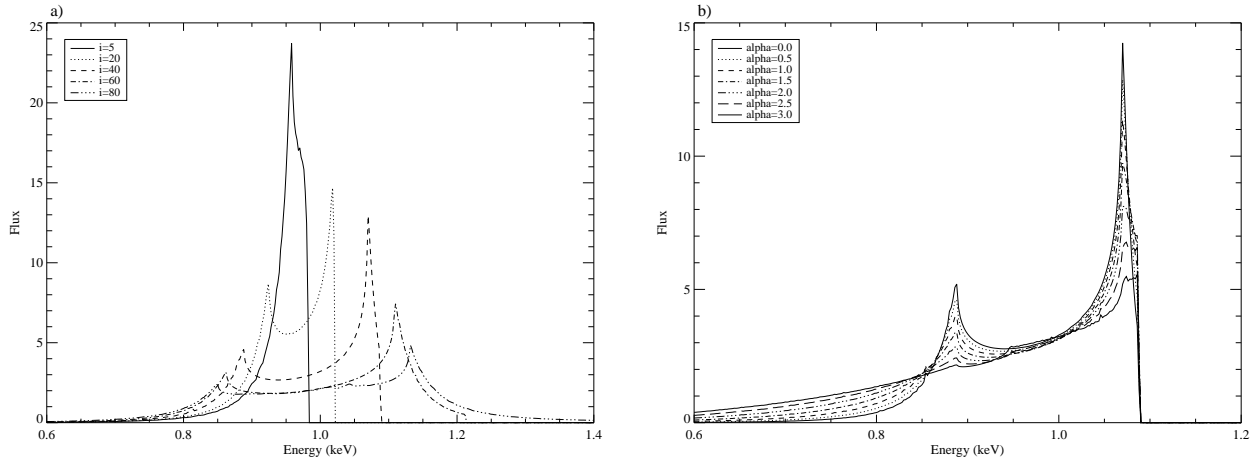 a)
25
20
15
10
5
0
Flux
i=5
i=20
i=40
i=60
i=80
0.6
0.8
1.0
1.2
1.4
Energy (keV)
b)
15
10
5
0
Flux
alpha=0.0
alpha=0.5
alpha=1.0
alpha=1.5
alpha=2.0
alpha=2.5
alpha=3.0
0.6
0.8
1.0
1.2
Energy (keV)